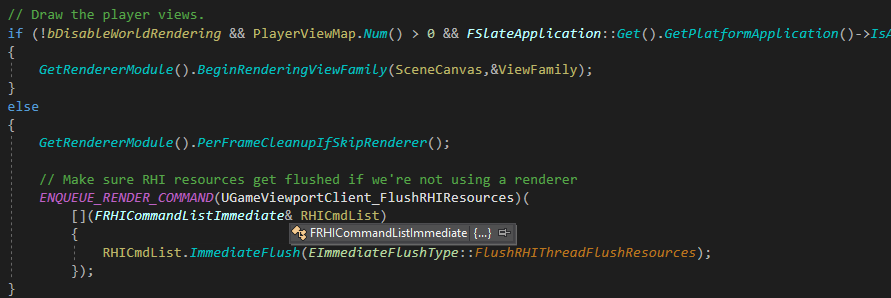 // Draw the player views.
if (!bDisableWorldRendering && PlayerViewMap.Num() > 0 && FSlateApplication::Get().GetPlatformApplication()->IsA
{
GetRendererModule().BeginRenderingViewFamily(SceneCanvas,&ViewFamily);
}
else
{
GetRendererModule().PerFrameCleanupIfSkipRenderer();
// Make sure RHI resources get flushed if we're not using a renderer
ENQUEUE_RENDER_COMMAND(UGameViewportClient_FlushRHIResources)(
[](FRHICommandListImmediate& RHICmdList)
{ FRHICommandListImmediate {...}
RHICmdList.ImmediateFlush(EImmediateFlushType::FlushRHIThreadFlushResources);
});
}